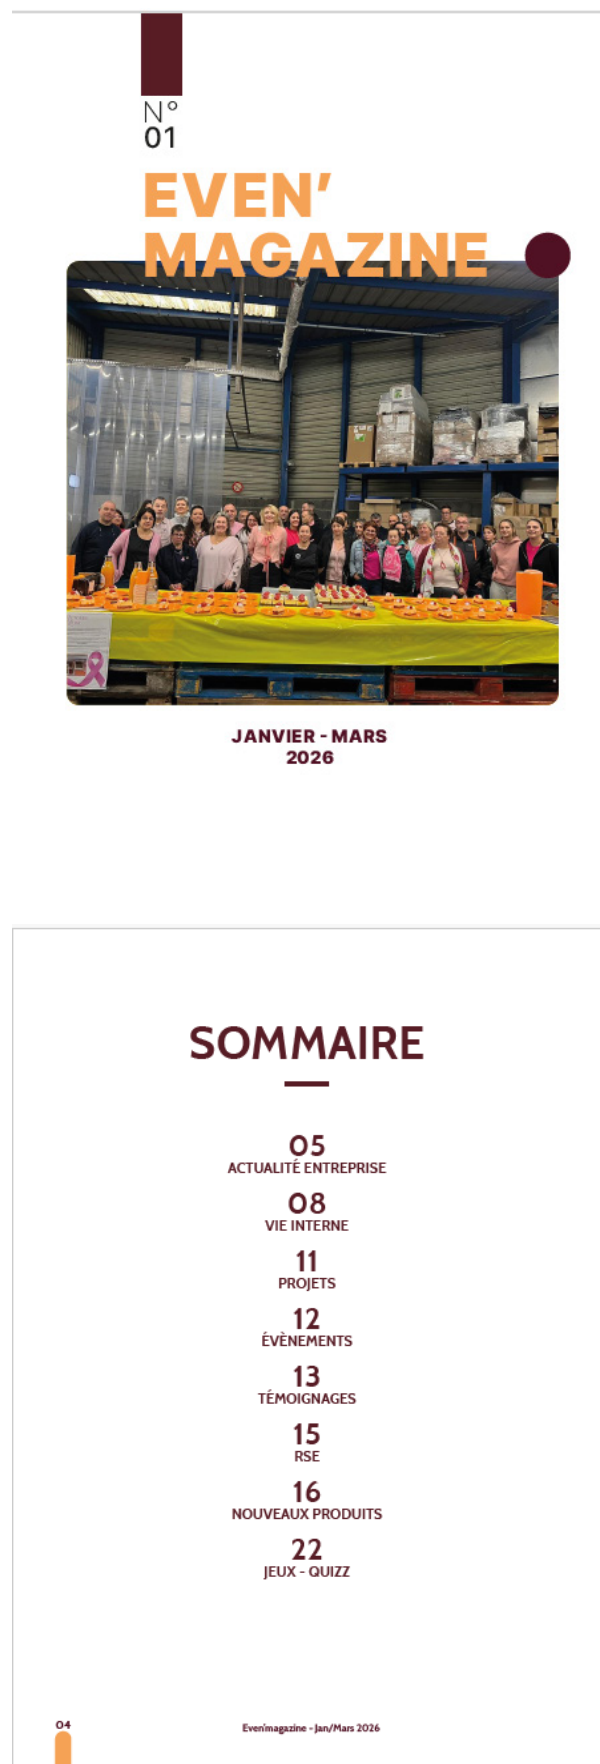 N°
01
EVEN'
MAGAZINE
JANVIER - MARS
2026
SOMMAIRE
05
ACTUALITÉ ENTREPRISE
08
VIE INTERNE
11
PROJETS
12
ÉVÈNEMENTS
13
TÉMOIGNAGES
15
RSE
16
NOUVEAUX PRODUITS
22
JEUX - QUIZZ
04
Even'magazine - Jan/Mars 2026